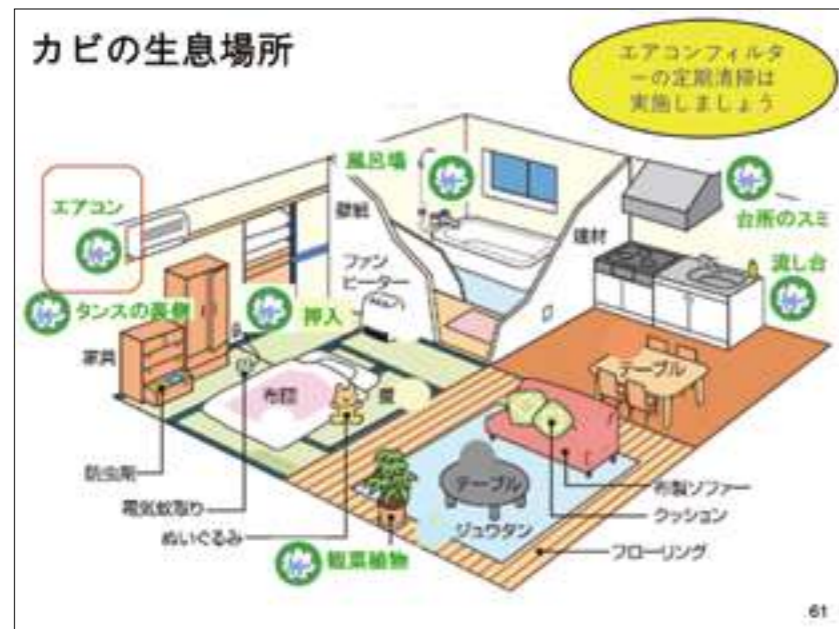 カビの生息場所
エアコンフィルタ
ーの定期清掃は
実施しましょう
風呂場
エアコン
壁紙
建材
台所のスミ
ファン
ヒーター
流し台
タンスの裏側
押入
家具
テーブル
布団
畳
防虫剤
電気蚊取り
テーブル
布製ソファー
クッション
ぬいぐるみ
ジュウタン
フローリング
観葉植物
61